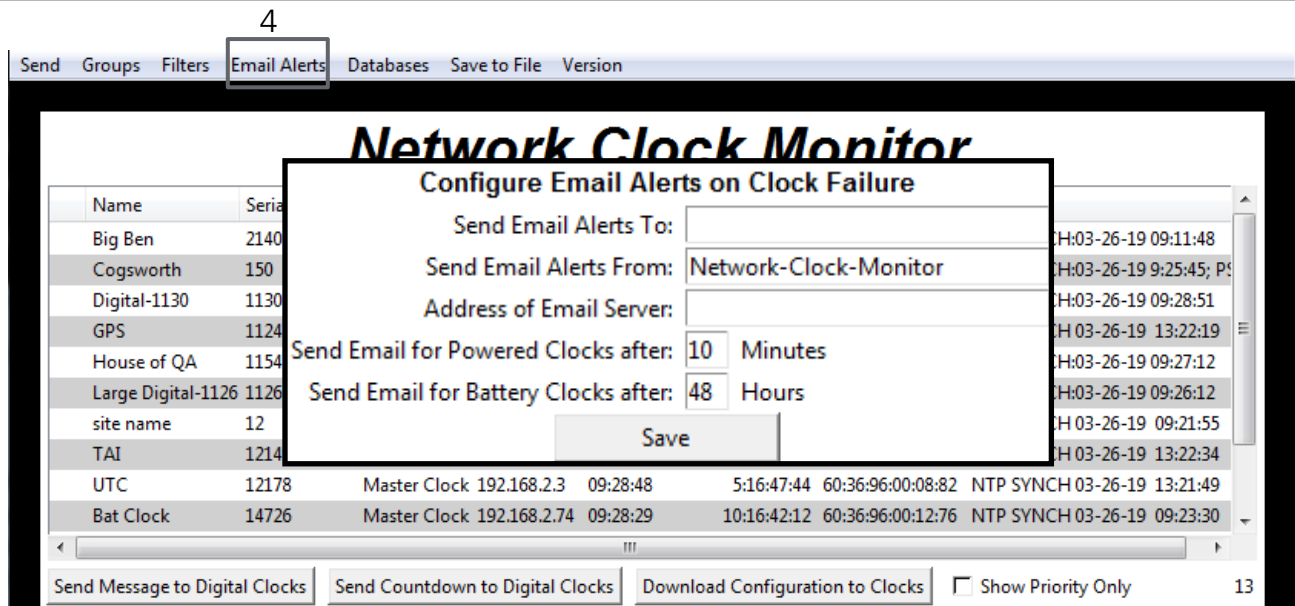 4
Send Groups Filters Email Alerts Databases Save to File Version
Network Clock Monitor
Configure Email Alerts on Clock Failure
Send Email Alerts To:
Send Email Alerts From: Network-Clock-Monitor
Address of Email Server:
Send Email for Powered Clocks after: 10 Minutes
Send Email for Battery Clocks after: 48 Hours
Save
Name Seria
Big Ben 2140 CH:03-26-19 09:11:48
Cogsworth 150 CH:03-26-19 9:25:45; PS
Digital-1130 1130 CH:03-26-19 09:28:51
GPS 1124 CH 03-26-19 13:22:19
House of QA 1154 CH:03-26-19 09:27:12
Large Digital-1126 1126 CH:03-26-19 09:26:12
site name 12 CH 03-26-19 09:21:55
TAI 1214 CH 03-26-19 13:22:34
UTC 12178 Master Clock 192.168.2.3 09:28:48 5:16:47:44 60:36:96:00:08:82 NTP SYNCH 03-26-19 13:21:49
Bat Clock 14726 Master Clock 192.168.2.74 09:28:29 10:16:42:12 60:36:96:00:12:76 NTP SYNCH 03-26-19 09:23:30
Send Message to Digital Clocks Send Countdown to Digital Clocks Download Configuration to Clocks Show Priority Only 13